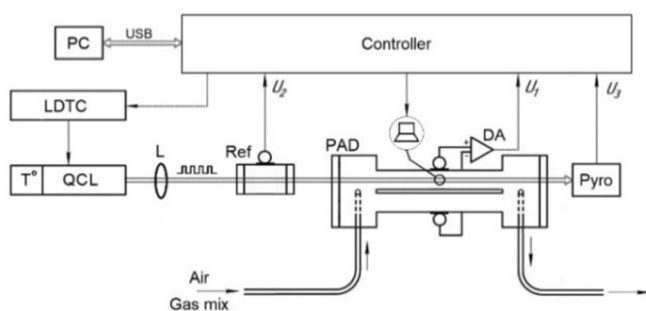 USB
PC
Controller
U2
U1
U3
LDTC
L
Ref
PAD
+
-
DA
T° QCL
Pyro
Air
Gas mix